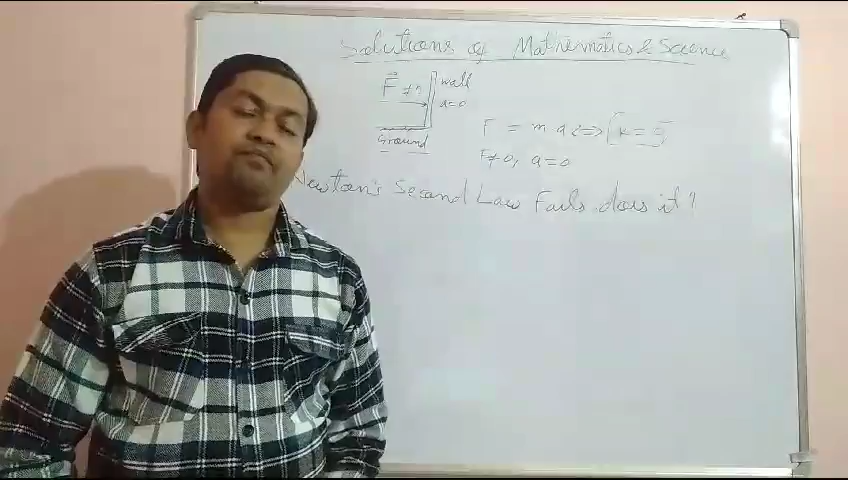 Solutions of Mathematics & Science
F⃗ ≠ 0 wall
a=0
Ground
F = m a
F≠0, a=0
Newton's Second Law Fails does it?